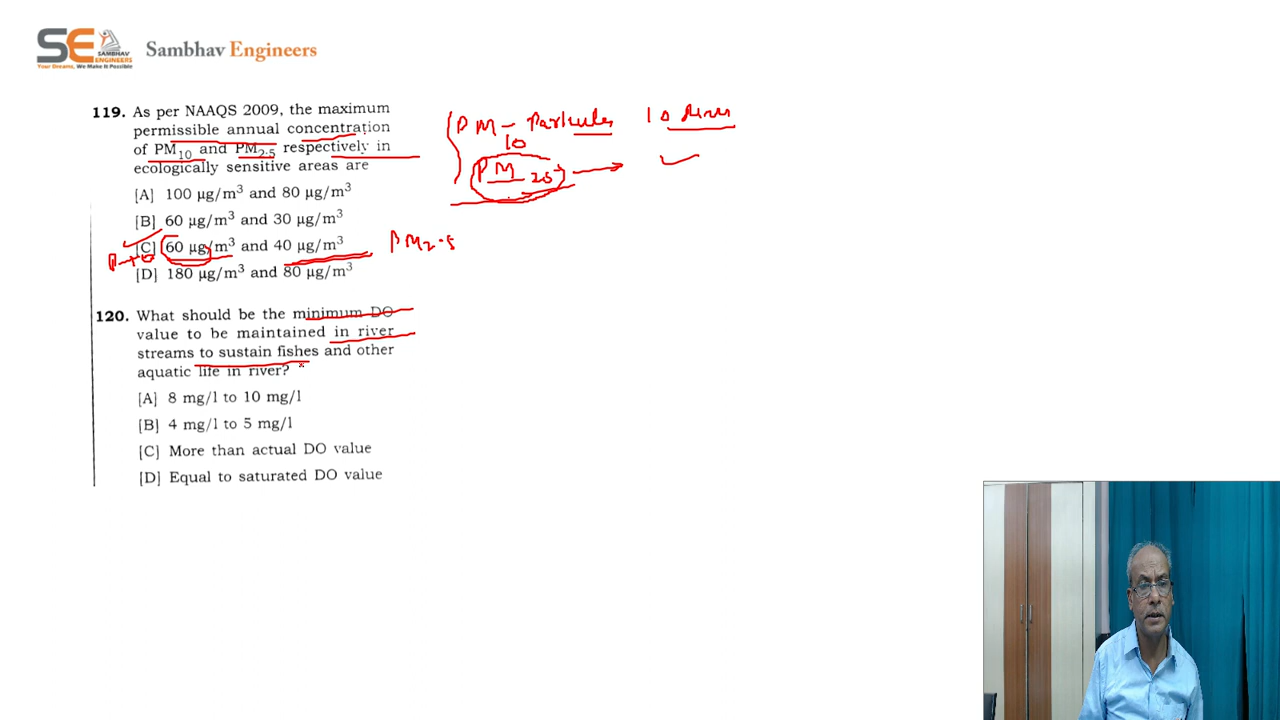 SE
SAMBHAV
ENGINEERS
Your Dreams, We Make It Possible
Sambhav Engineers
119. As per NAAQS 2009, the maximum
permissible annual concentration
of PM10 and PM2.5 respectively in
ecologically sensitive areas are
[A] 100 µg/m³ and 80 µg/m³
[B] 60 µg/m³ and 30 µg/m³
[C] 60 µg/m³ and 40 µg/m³
[D] 180 µg/m³ and 80 µg/m³
PM2.5
PM 10
PM — 10
10
120. What should be the minimum DO
value to be maintained in river
streams to sustain fishes and other
aquatic life in river?
[A] 8 mg/l to 10 mg/l
[B] 4 mg/l to 5 mg/l
[C] More than actual DO value
[D] Equal to saturated DO value